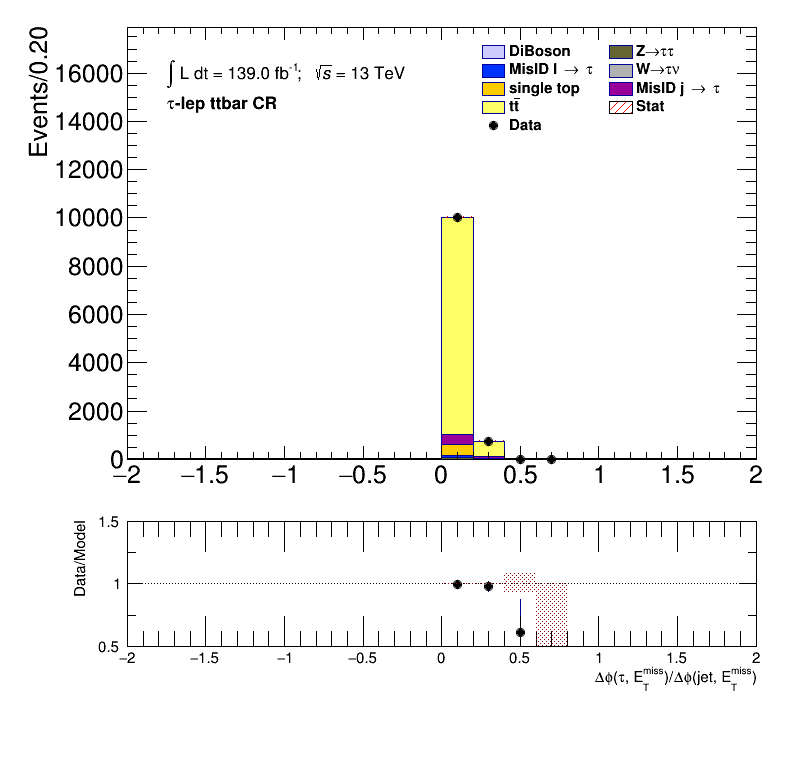 Events/0.20
16000
14000
12000
10000
8000
6000
4000
2000
0
∫ L dt = 139.0 fb⁻¹; √s = 13 TeV
τ-lep ttbar CR
DiBoson
MisID l → τ
single top
tt̄
Data
Z→ττ
W→τν
MisID j → τ
Stat
−2 −1.5 −1 −0.5 0 0.5 1 1.5 2
Data/Model
1.5
1
0.5
−2 −1.5 −1 −0.5 0 0.5 1 1.5 2
Δϕ(τ, E_T^miss)/Δϕ(jet, E_T^miss)